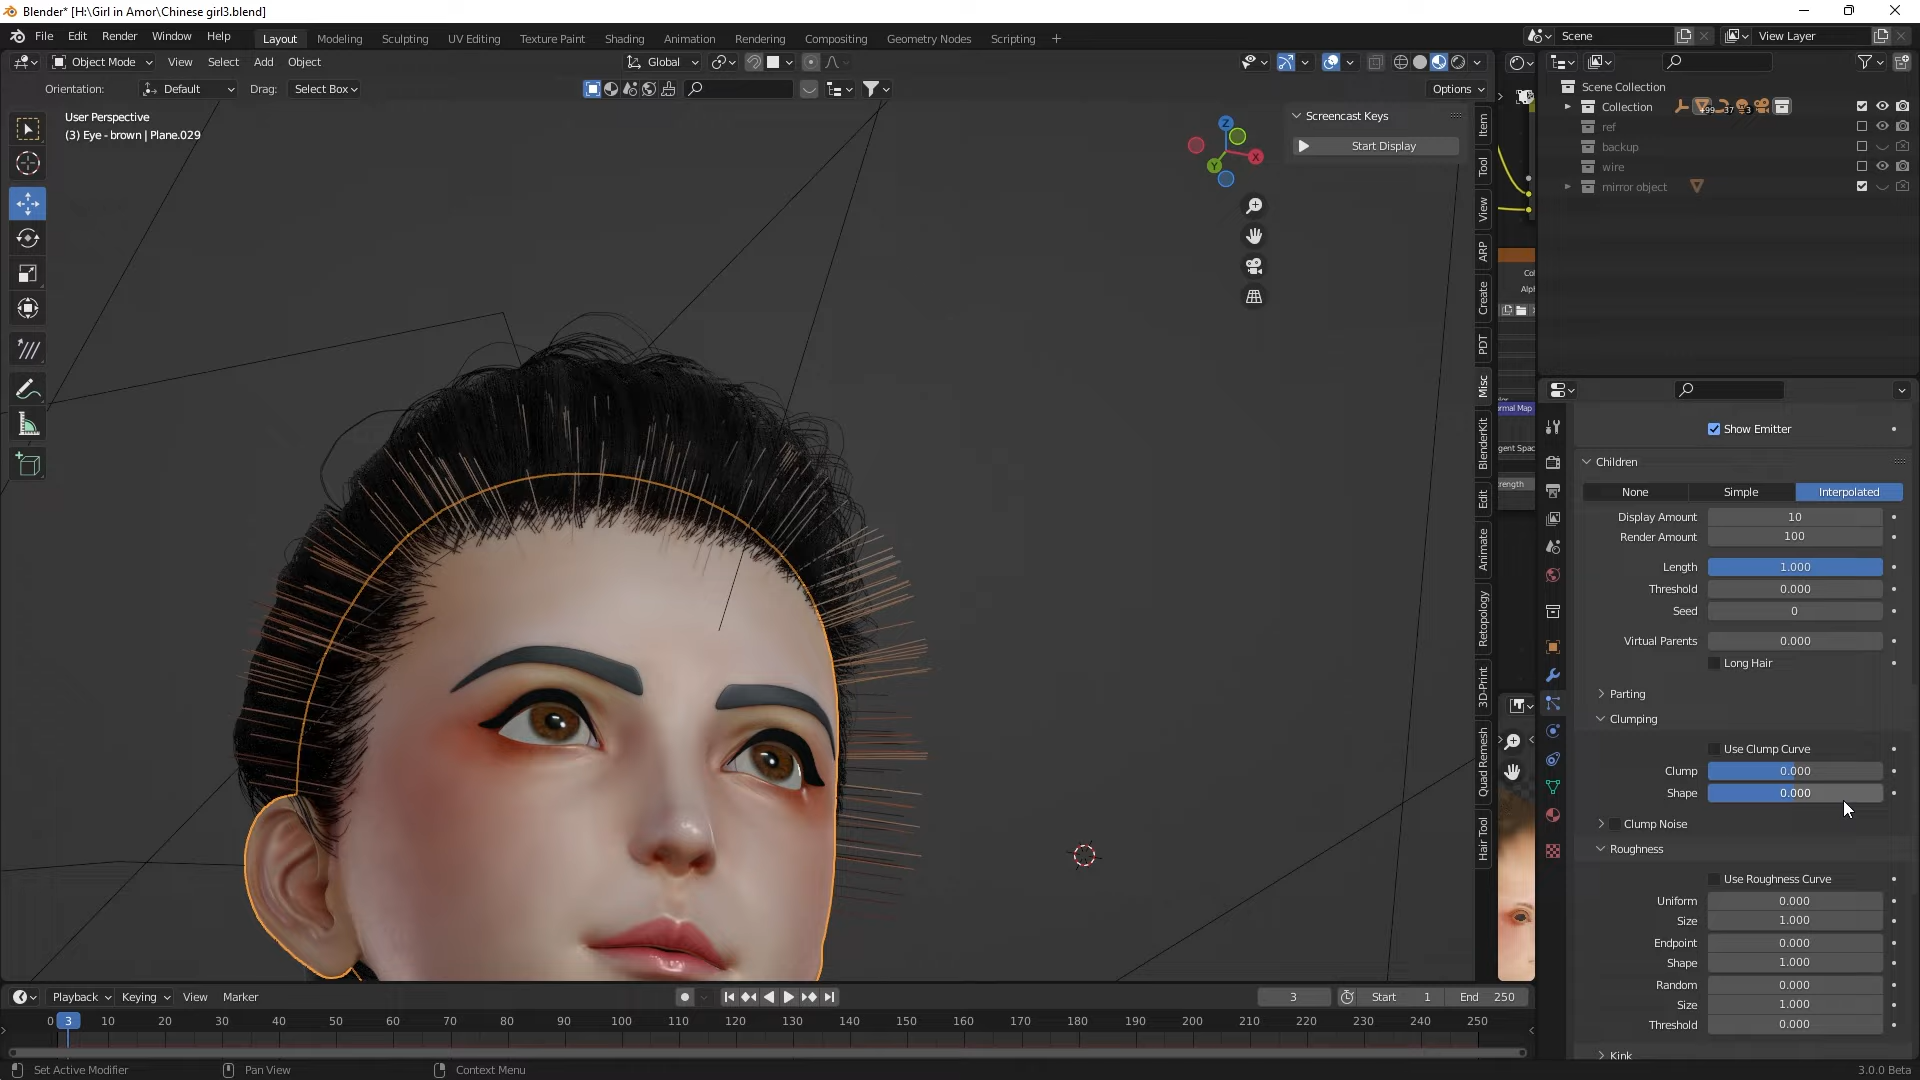 Blender* [H:\Girl in Amor\Chinese girl3.blend]
File Edit Render Window Help Layout Modeling Sculpting UV Editing Texture Paint Shading Animation Rendering Compositing Geometry Nodes Scripting + Scene View Layer
Object Mode View Select Add Object Global
Orientation: Default Drag: Select Box Options
User Perspective
(3) Eye - brown | Plane.029
Z
X
Y
Screencast Keys
Start Display
Item
Tool
View
ARP
Create
PDT
Misc
BlenderKit
Edit
Animate
Retopology
3D-Print
Quad Remesh
Hair Tool
Col
Alph
ormal Map
gent Spac
rength
Scene Collection
Collection
ref
backup
wire
mirror object
Show Emitter
Children
None Simple Interpolated
Display Amount 10
Render Amount 100
Length 1.000
Threshold 0.000
Seed 0
Virtual Parents 0.000
Long Hair
Parting
Clumping
Use Clump Curve
Clump 0.000
Shape 0.000
Clump Noise
Roughness
Use Roughness Curve
Uniform 0.000
Size 1.000
Endpoint 0.000
Shape 1.000
Random 0.000
Size 1.000
Threshold 0.000
Kink
Playback Keying View Marker 3 Start 1 End 250
0 3 10 20 30 40 50 60 70 80 90 100 110 120 130 140 150 160 170 180 190 200 210 220 230 240 250
Set Active Modifier Pan View Context Menu 3.0.0 Beta